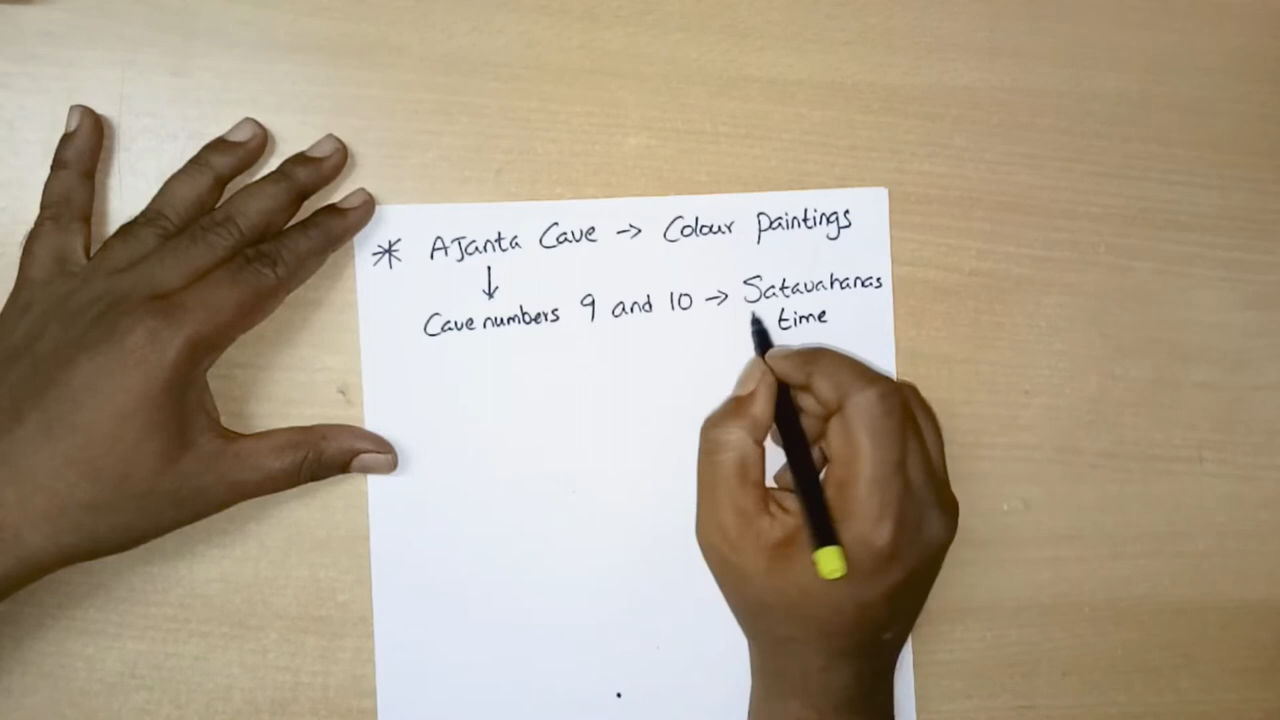 * AJanta Cave → Colour Paintings
↓
Cave numbers 9 and 10 → Satavahanas
time